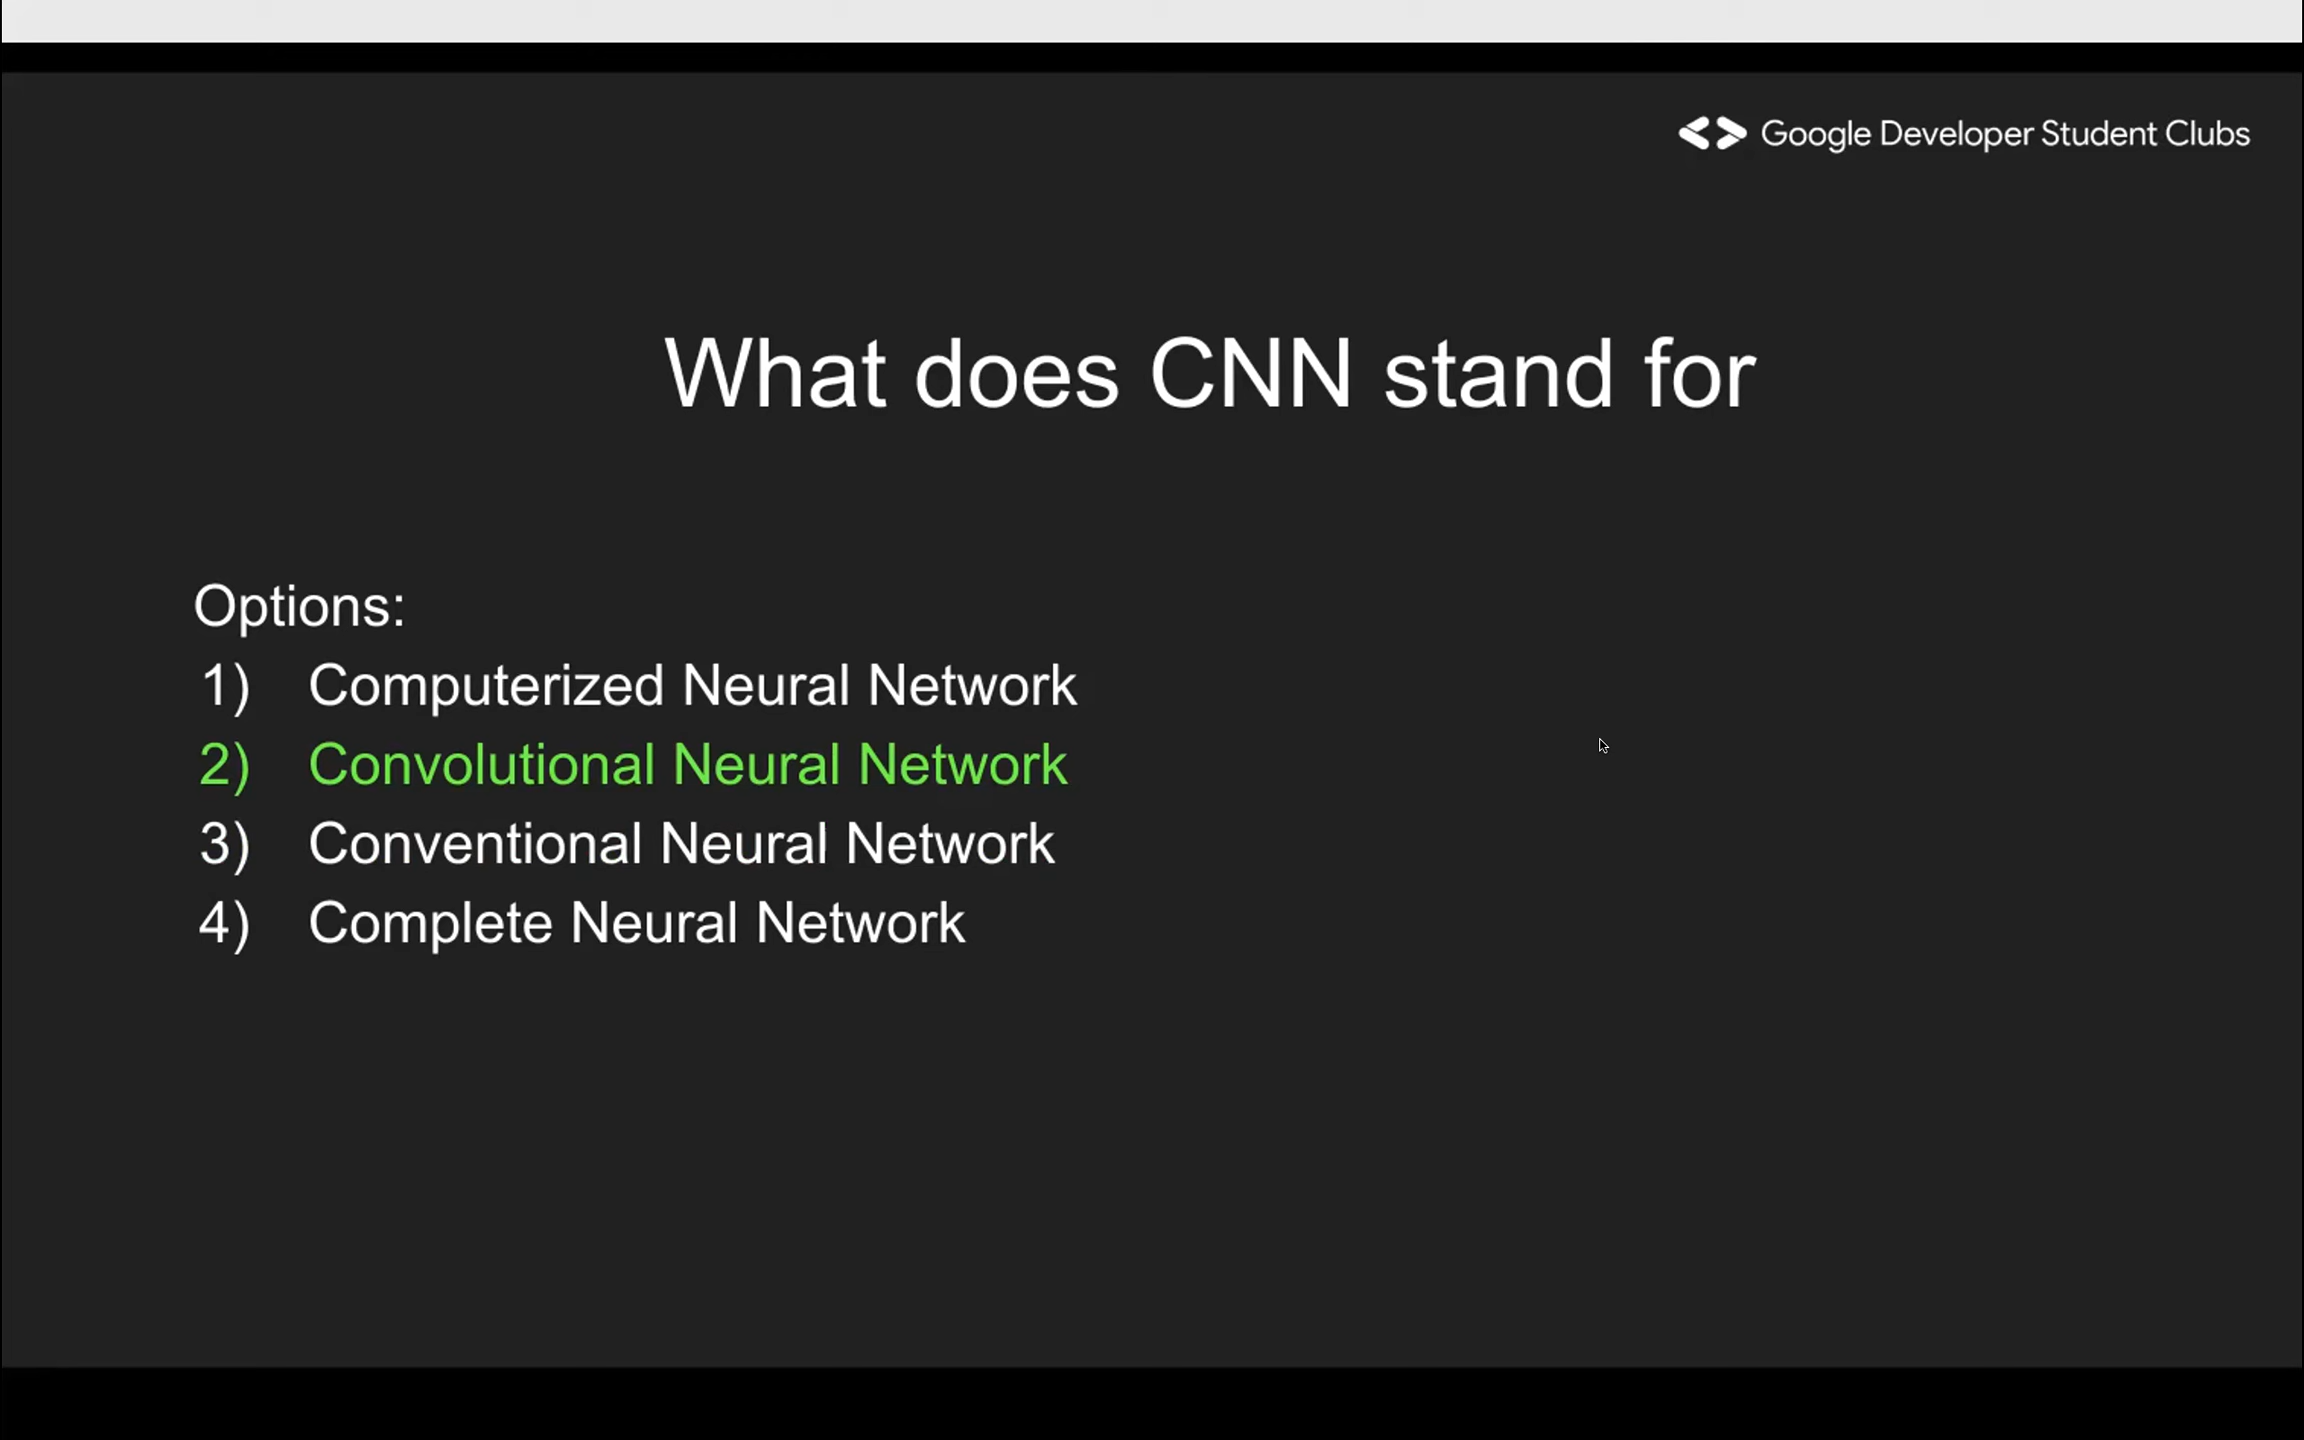 Google Developer Student Clubs
What does CNN stand for
Options:
1) Computerized Neural Network
2) Convolutional Neural Network
3) Conventional Neural Network
4) Complete Neural Network